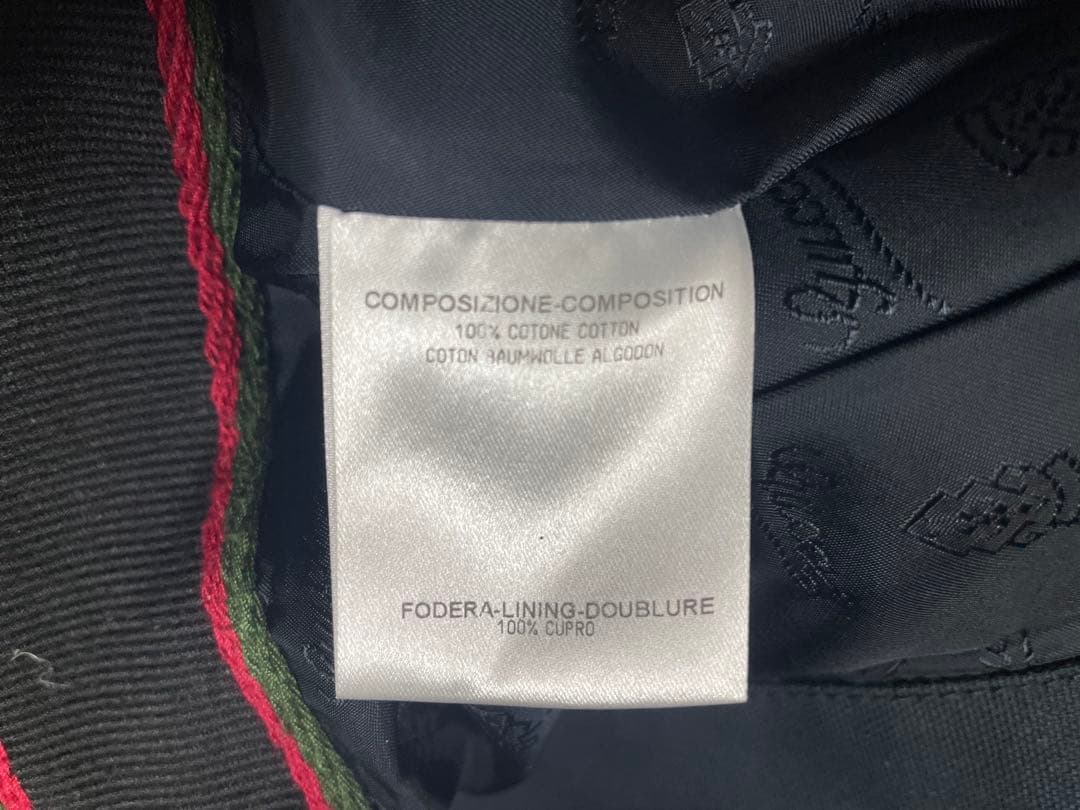 COMPOSIZIONE-COMPOSITION
100% COTONE COTTON
COTON BAUMWOLLE ALGODON
FODERA-LINING-DOUBLURE
100% CUPRO